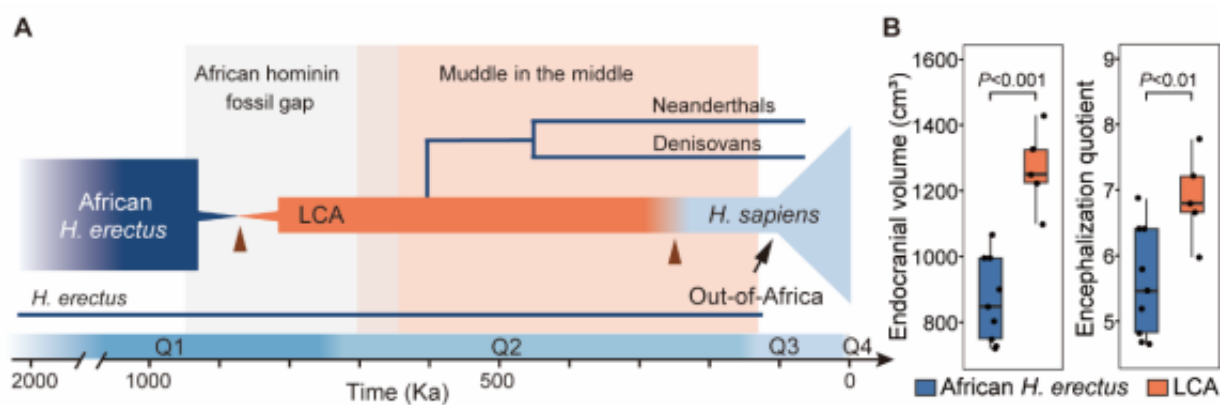 A
African hominin
fossil gap
Muddle in the middle
Neanderthals
Denisovans
African
H. erectus
LCA
H. sapiens
Out-of-Africa
H. erectus
Q1
Q2
Q3
Q4
2000
1000
500
0
Time (Ka)
B
Endocranial volume (cm³)
1600
1400
1200
1000
800
P<0.001
Encephalization quotient
9
8
7
6
5
P<0.01
African H. erectus
LCA